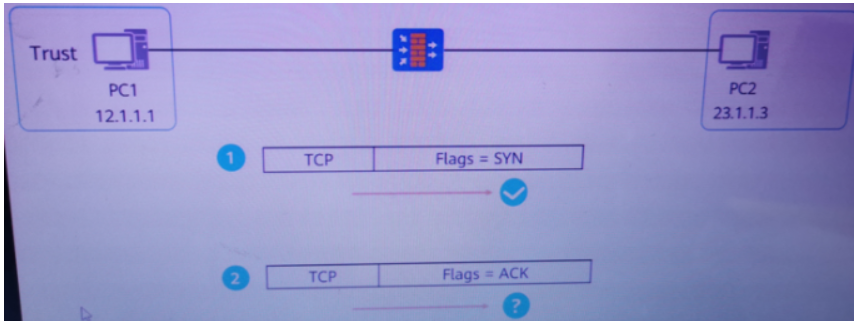 Trust
PC1
12.1.1.1
PC2
23.1.1.3
1 TCP Flags = SYN
2 TCP Flags = ACK
?